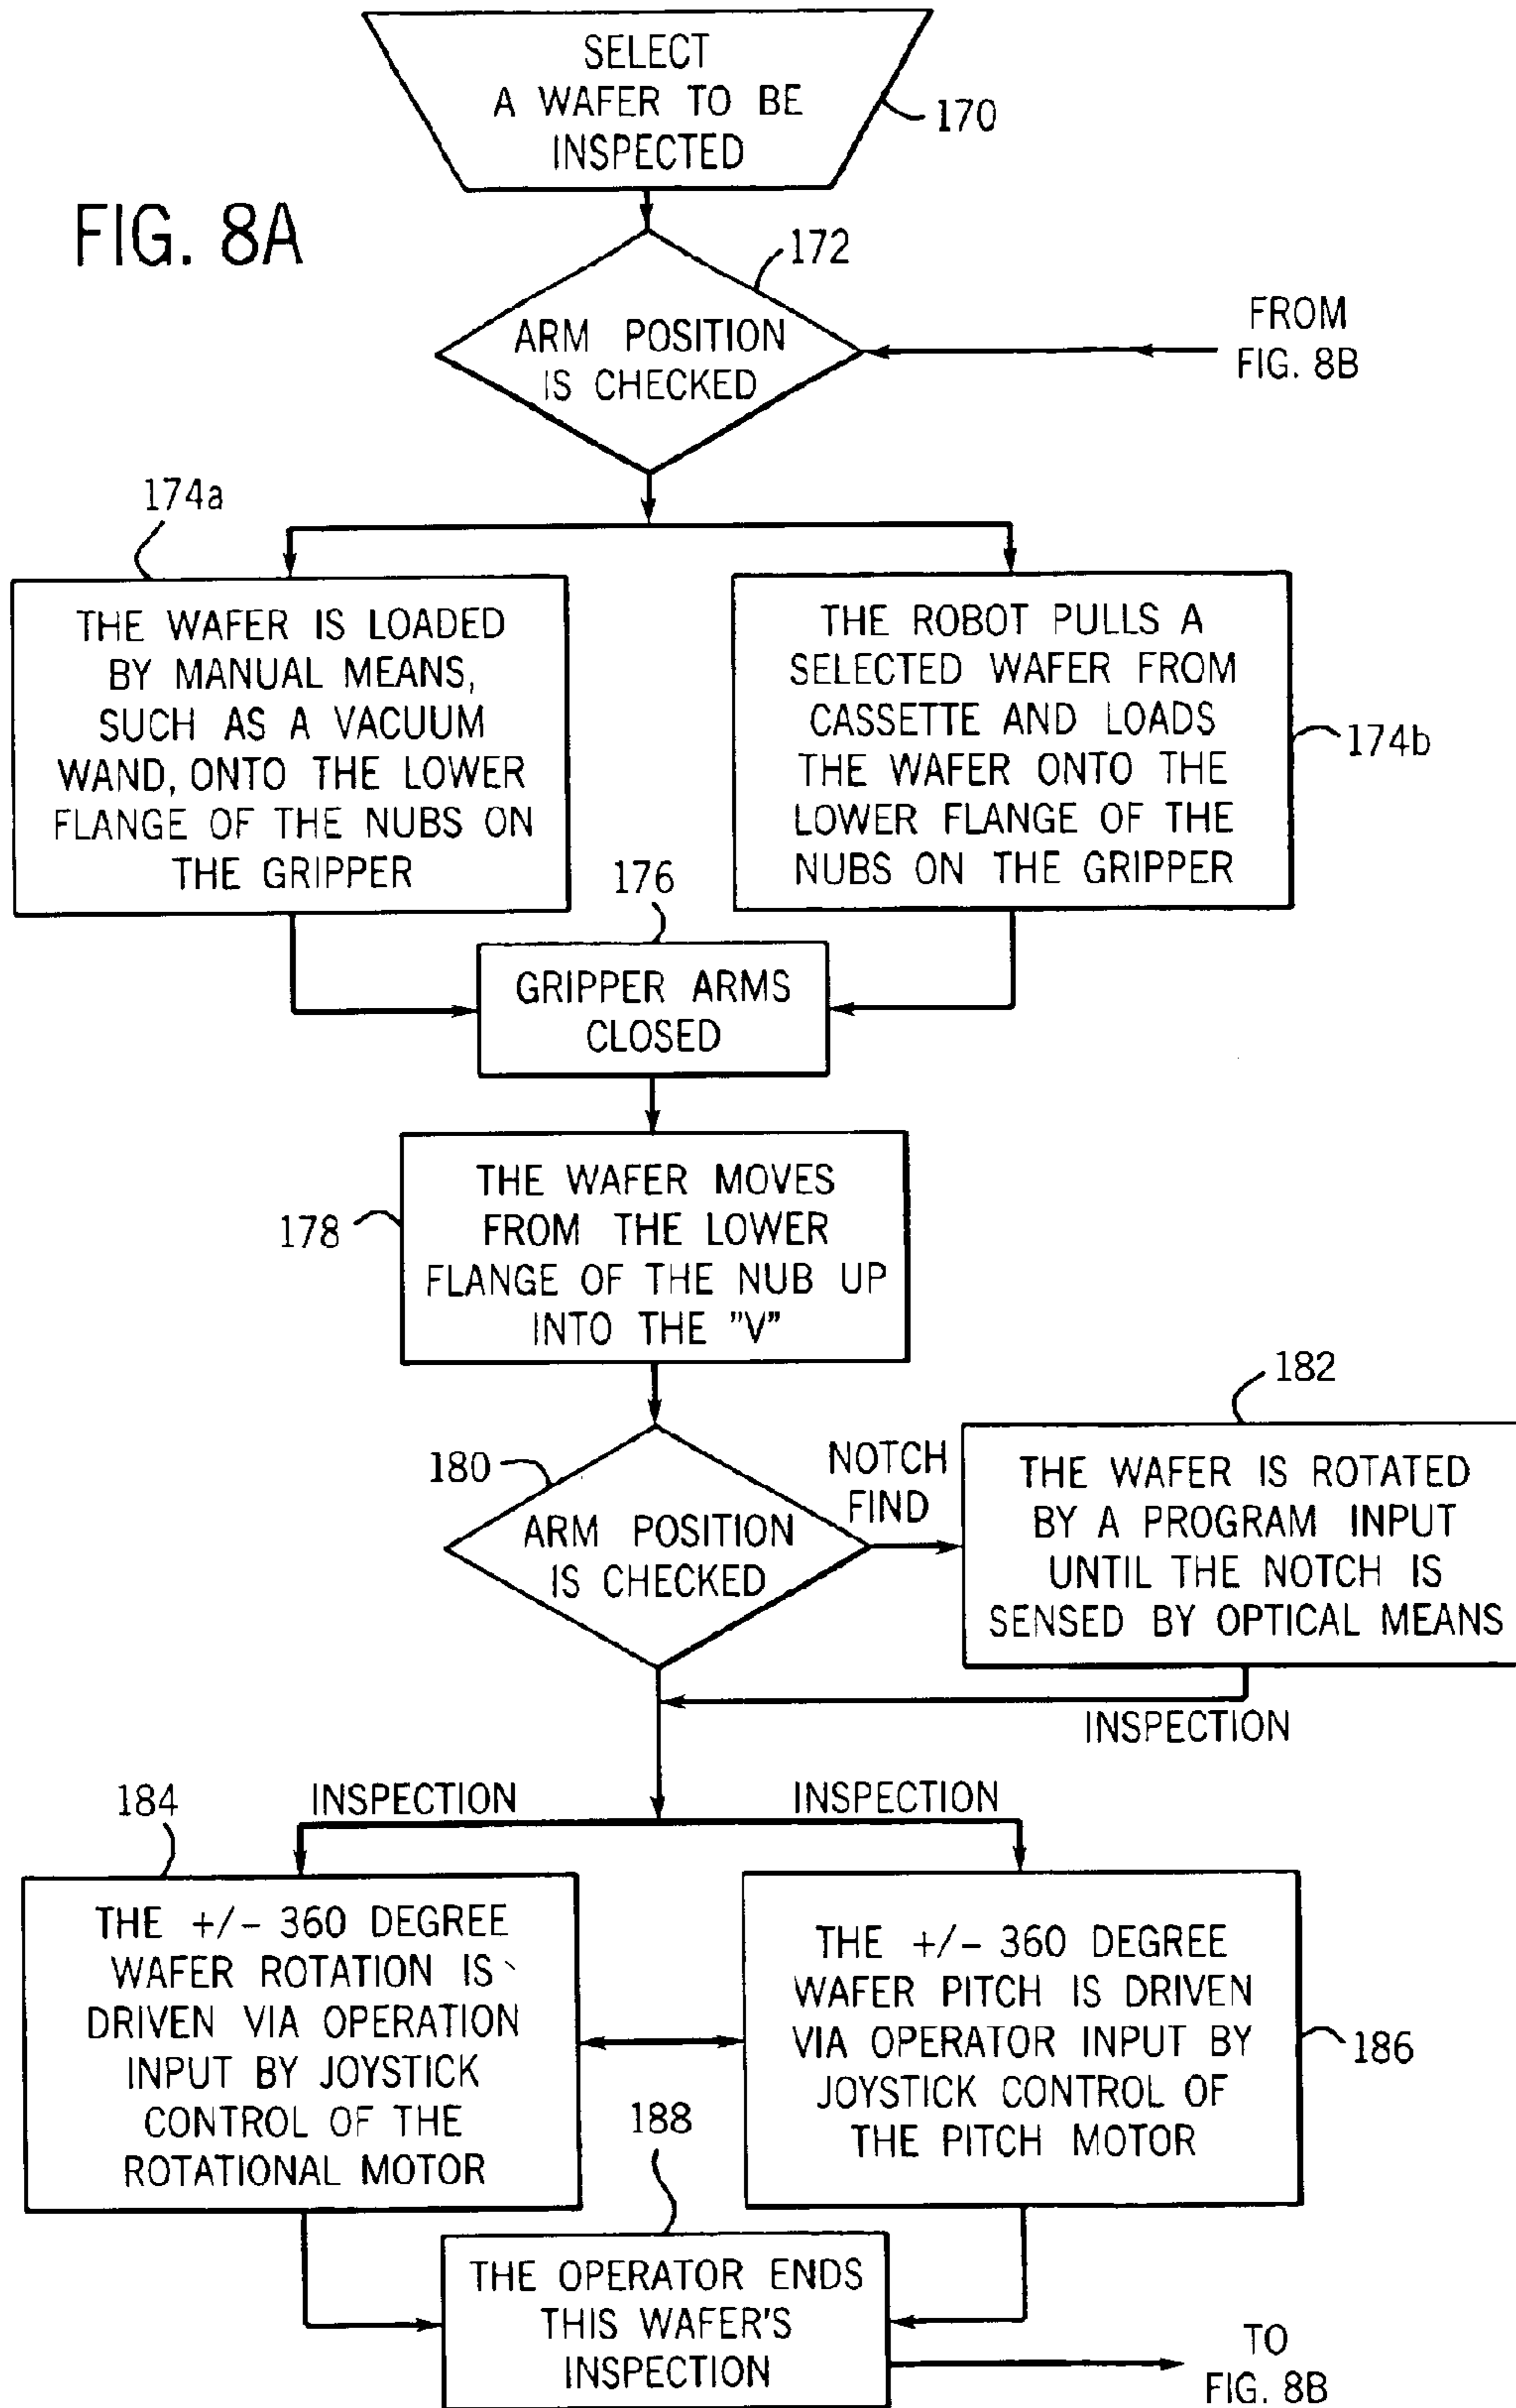 SELECT
A WAFER TO BE
INSPECTED
170
FIG. 8A
172
ARM POSITION
IS CHECKED
FROM
FIG. 8B
174a
THE WAFER IS LOADED
BY MANUAL MEANS,
SUCH AS A VACUUM
WAND, ONTO THE LOWER
FLANGE OF THE NUBS ON
THE GRIPPER
THE ROBOT PULLS A
SELECTED WAFER FROM
CASSETTE AND LOADS
THE WAFER ONTO THE
LOWER FLANGE OF THE
NUBS ON THE GRIPPER
174b
176
GRIPPER ARMS
CLOSED
THE WAFER MOVES
FROM THE LOWER
FLANGE OF THE NUB UP
INTO THE "V"
178
180
ARM POSITION
IS CHECKED
NOTCH
FIND
182
THE WAFER IS ROTATED
BY A PROGRAM INPUT
UNTIL THE NOTCH IS
SENSED BY OPTICAL MEANS
INSPECTION
184
INSPECTION
INSPECTION
THE +/- 360 DEGREE
WAFER ROTATION IS
DRIVEN VIA OPERATION
INPUT BY JOYSTICK
CONTROL OF THE
ROTATIONAL MOTOR
THE +/- 360 DEGREE
WAFER PITCH IS DRIVEN
VIA OPERATOR INPUT BY
JOYSTICK CONTROL OF
THE PITCH MOTOR
186
188
THE OPERATOR ENDS
THIS WAFER'S
INSPECTION
TO
FIG. 8B